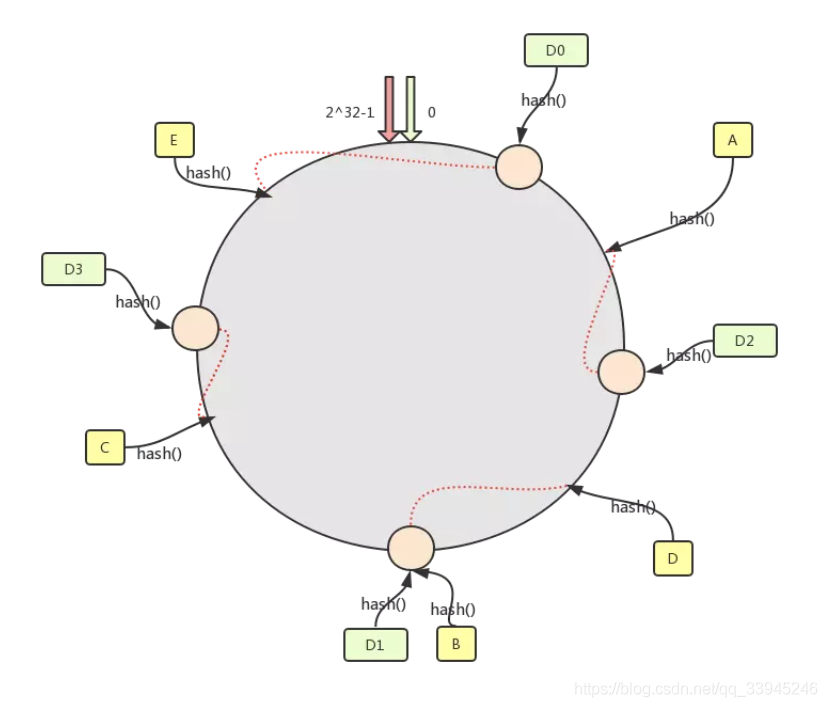 D0
hash()
2^32-1
0
E
hash()
A
hash()
D3
hash()
D2
hash()
C
hash()
hash()
D
hash()
hash()
D1
B
https://blog.csdn.net/qq_33945246